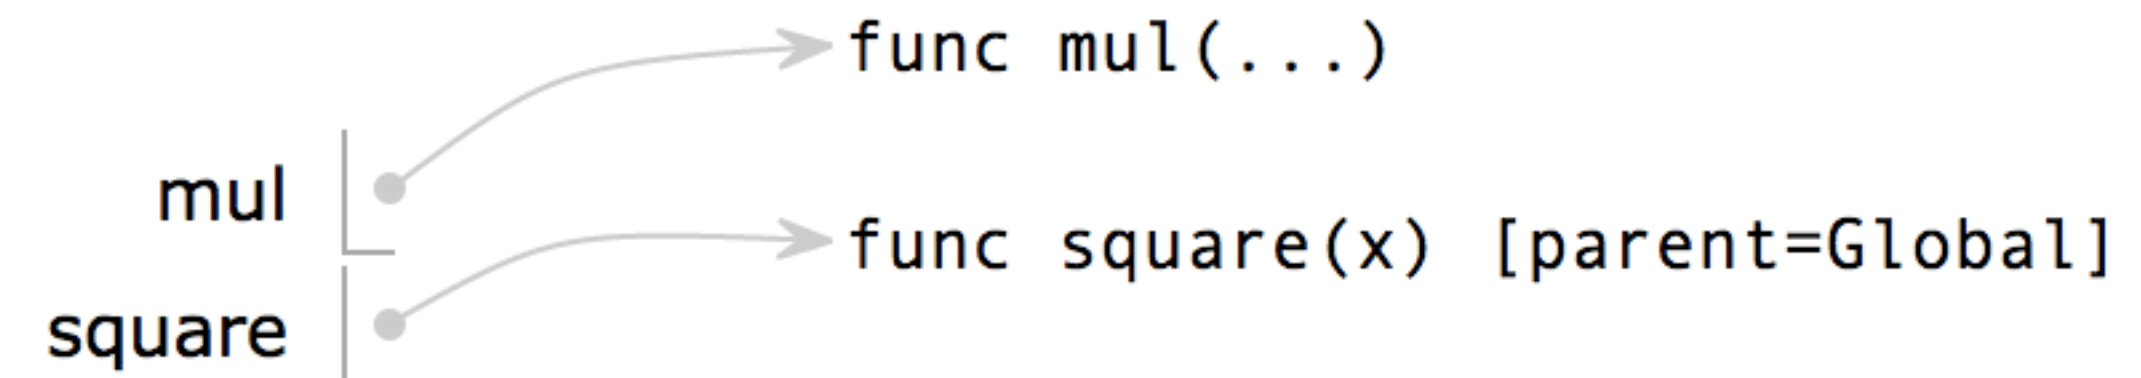 func mul(...)
mul
func square(x) [parent=Global]
square